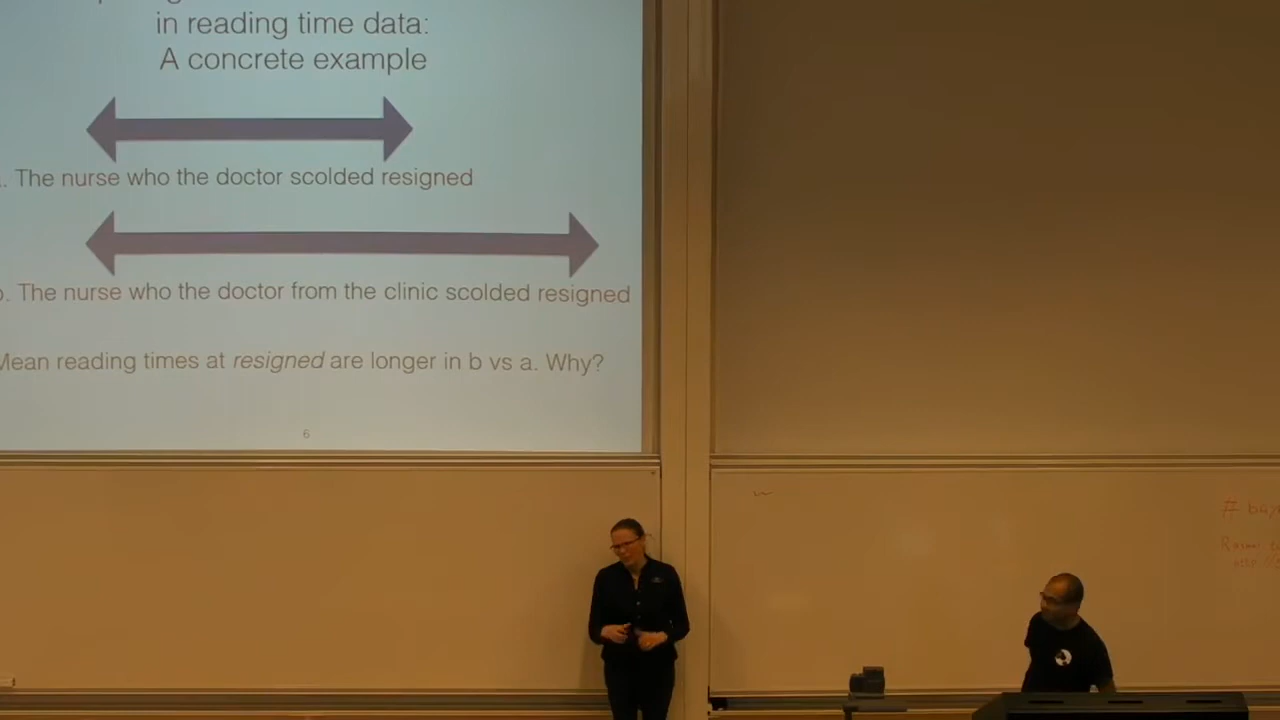 in reading time data:
A concrete example
. The nurse who the doctor scolded resigned
. The nurse who the doctor from the clinic scolded resigned
Mean reading times at resigned are longer in b vs a. Why?
6
#